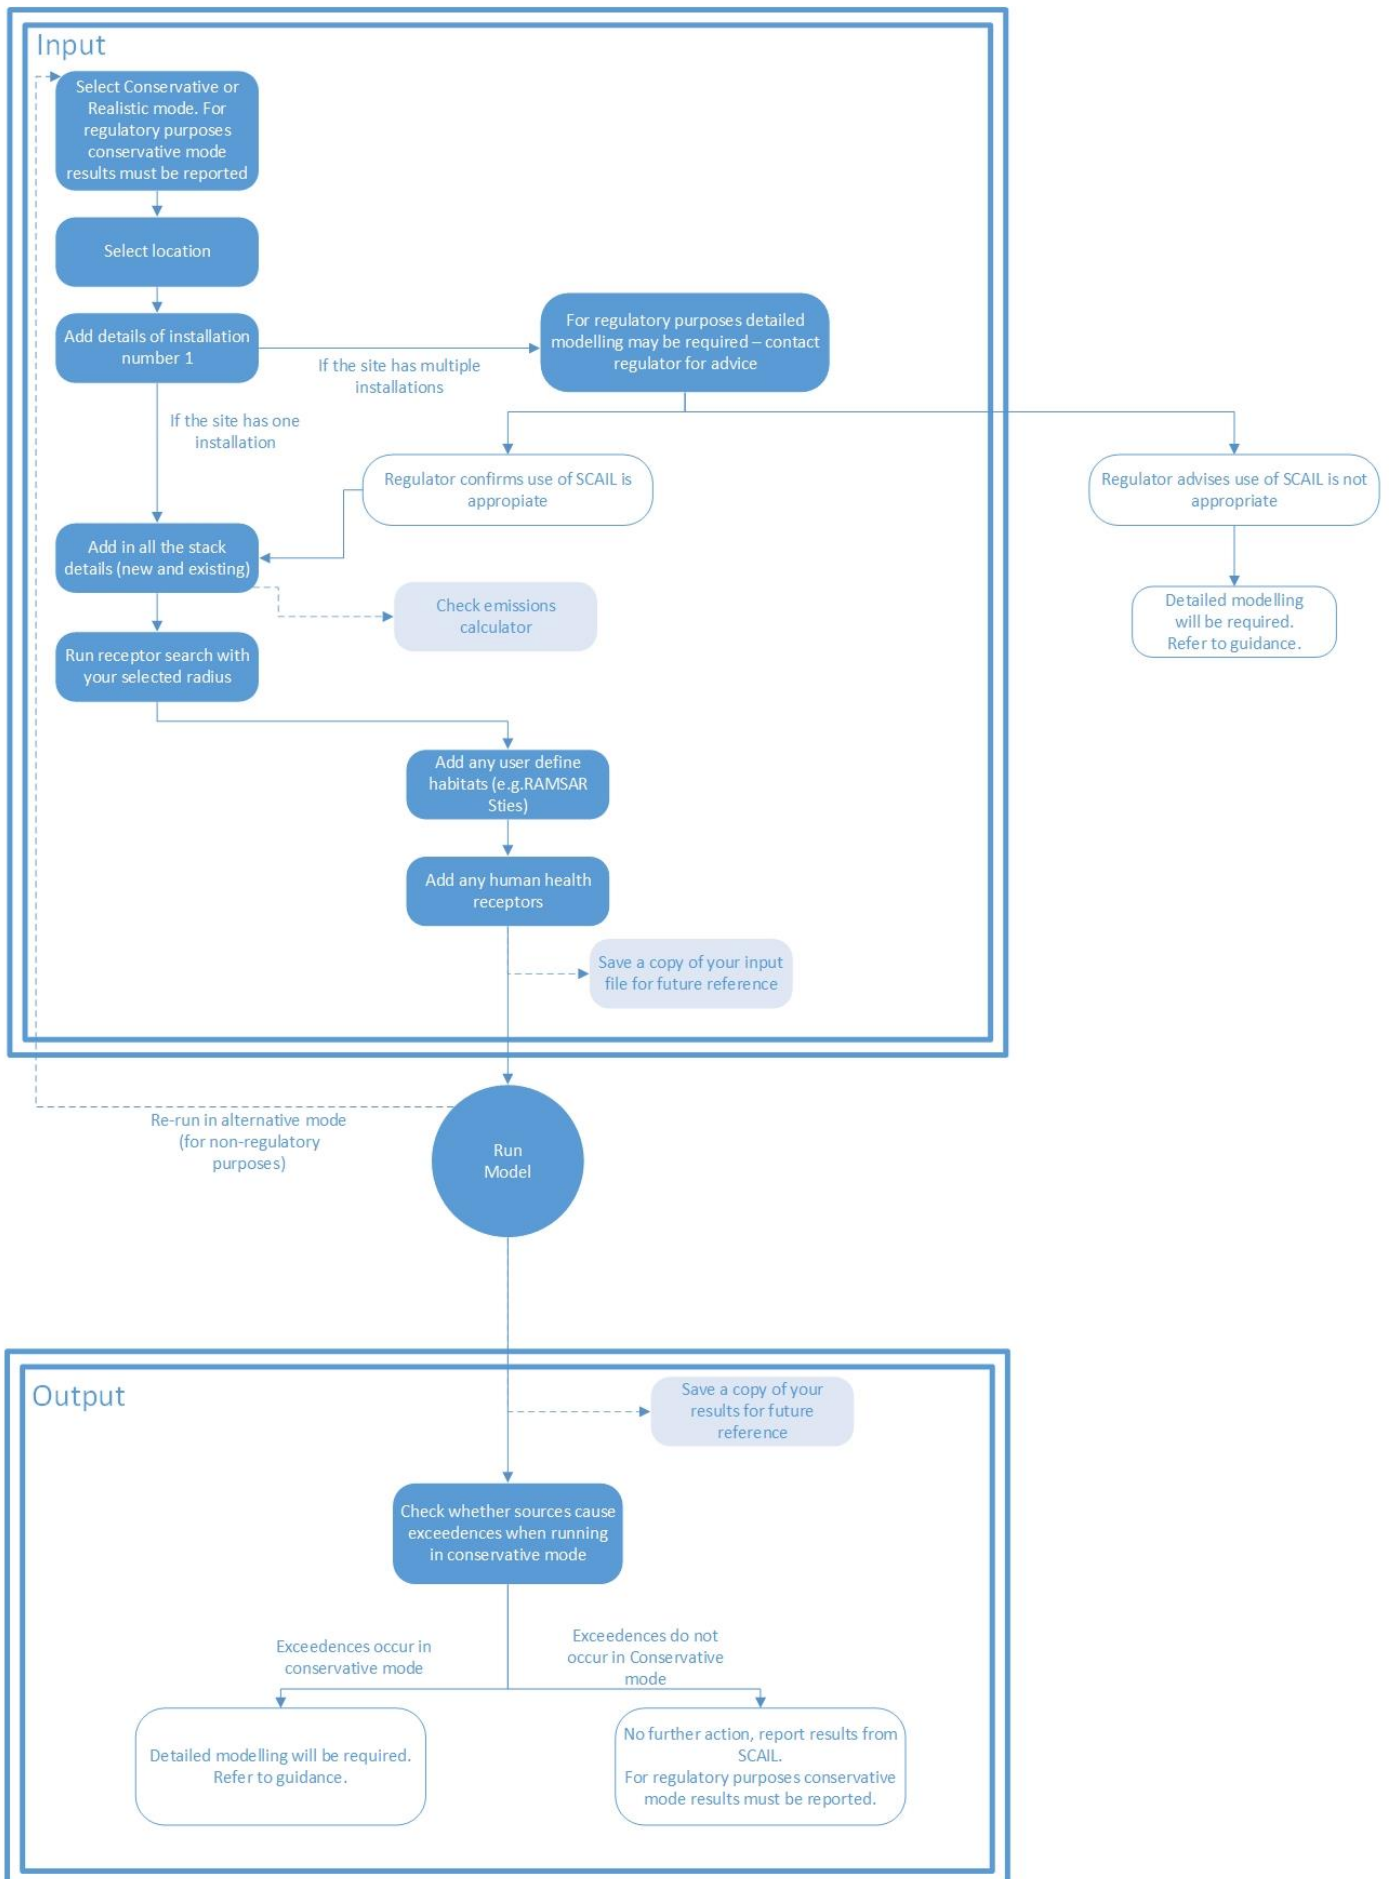 Input
Select Conservative or
Realistic mode. For
regulatory purposes
conservative mode
results must be reported
Select location
Add details of installation
number 1
If the site has multiple
installations
For regulatory purposes detailed
modelling may be required – contact
regulator for advice
If the site has one
installation
Regulator confirms use of SCAIL is
appropiate
Regulator advises use of SCAIL is not
appropriate
Add in all the stack
details (new and existing)
Check emissions
calculator
Detailed modelling
will be required.
Refer to guidance.
Run receptor search with
your selected radius
Add any user define
habitats (e.g.RAMSAR
Sties)
Add any human health
receptors
Save a copy of your input
file for future reference
Re-run in alternative mode
(for non-regulatory
purposes)
Run
Model
Output
Save a copy of your
results for future
reference
Check whether sources cause
exceedences when running
in conservative mode
Exceedences occur in
conservative mode
Exceedences do not
occur in Conservative
mode
Detailed modelling will be required.
Refer to guidance.
No further action, report results from
SCAIL.
For regulatory purposes conservative
mode results must be reported.